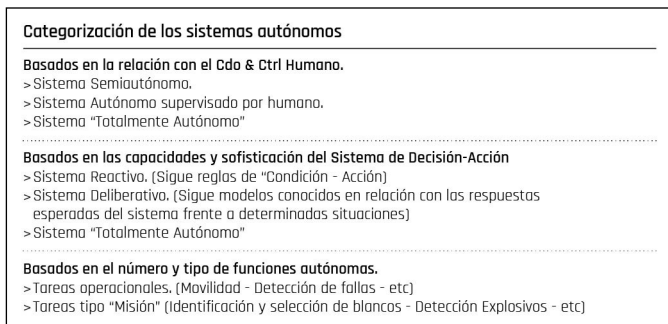 Categorización de los sistemas autónomos
Basados en la relación con el Cdo & Ctrl Humano.
> Sistema Semiautónomo.
> Sistema Autónomo supervisado por humano.
> Sistema “Totalmente Autónomo”
Basados en las capacidades y sofisticación del Sistema de Decisión-Acción
> Sistema Reactivo. (Sigue reglas de “Condición - Acción)
> Sistema Deliberativo. (Sigue modelos conocidos en relación con las respuestas
esperadas del sistema frente a determinadas situaciones)
> Sistema “Totalmente Autónomo”
Basados en el número y tipo de funciones autónomas.
> Tareas operacionales. (Movilidad - Detección de fallas - etc)
> Tareas tipo “Misión” (Identificación y selección de blancos - Detección Explosivos - etc)